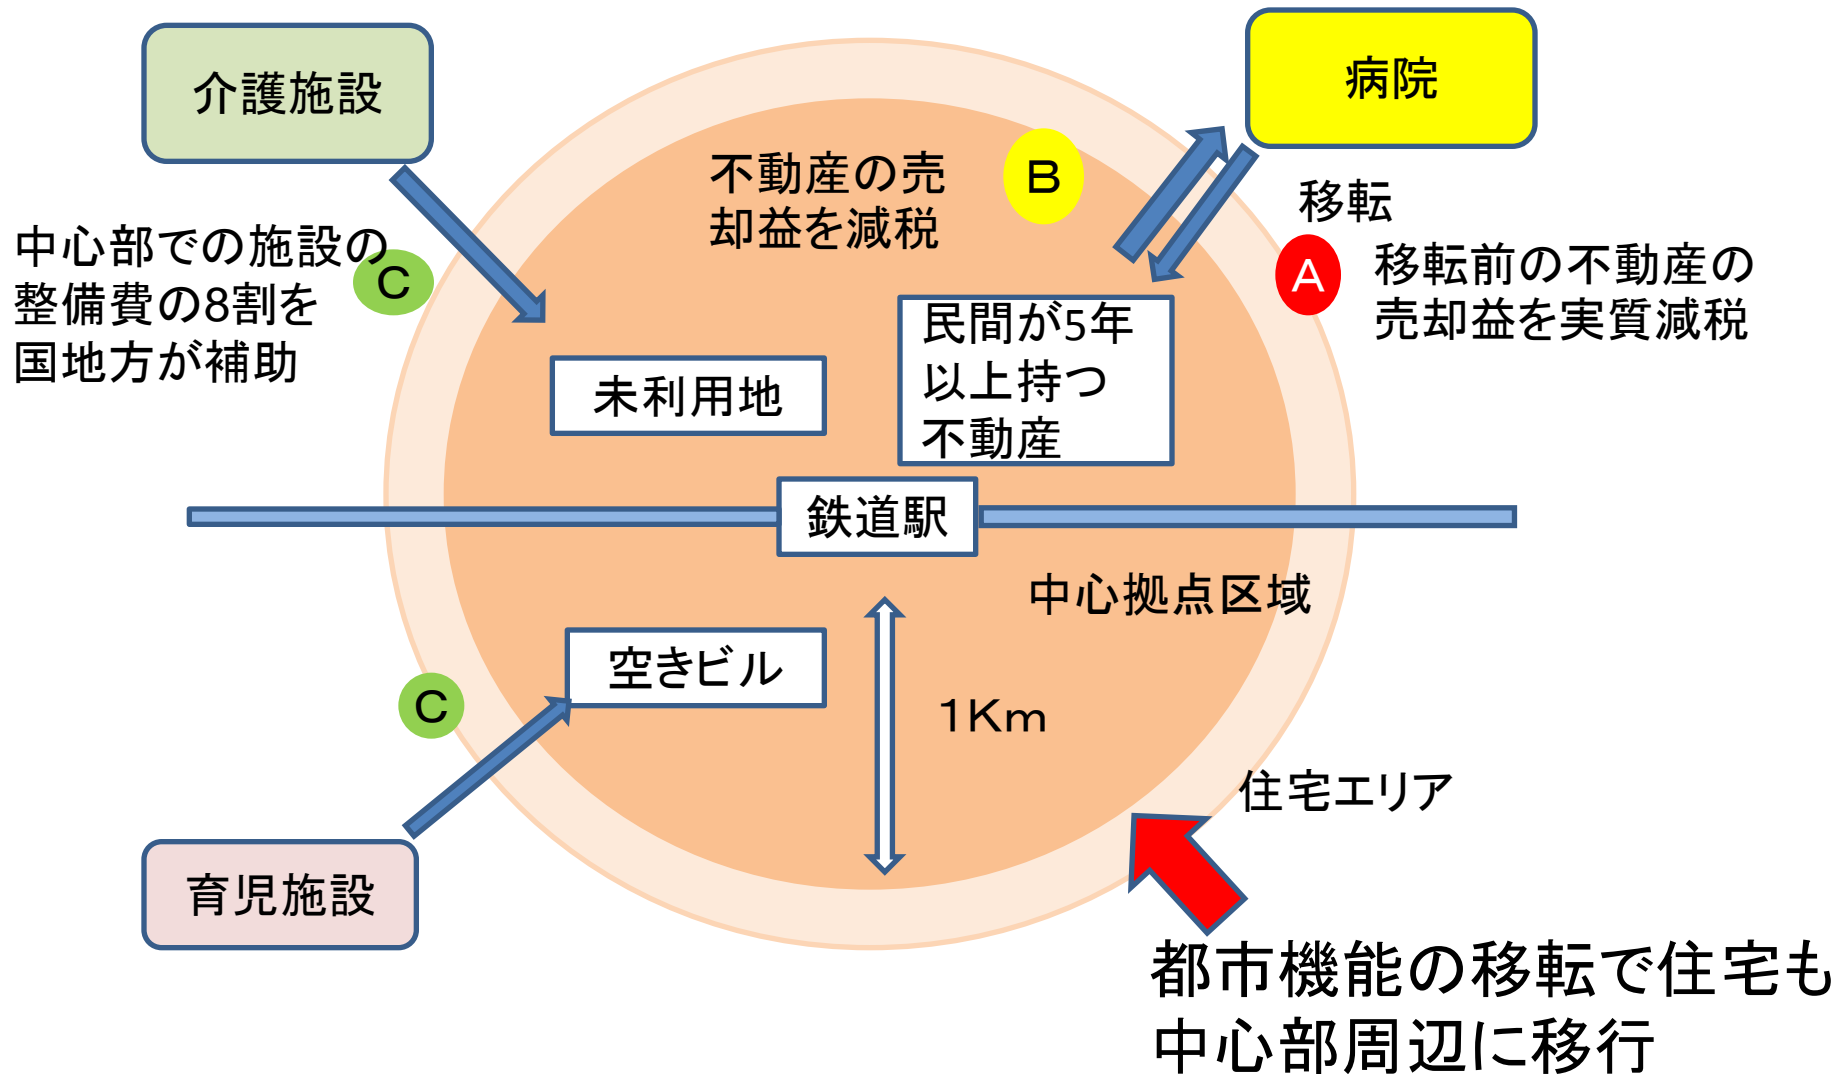 介護施設
病院
不動産の売
却益を減税
B
移転
A
移転前の不動産の
売却益を実質減税
中心部での施設の
整備費の8割を
国地方が補助
C
民間が5年
以上持つ
不動産
未利用地
鉄道駅
中心拠点区域
空きビル
C
1Km
住宅エリア
育児施設
都市機能の移転で住宅も
中心部周辺に移行